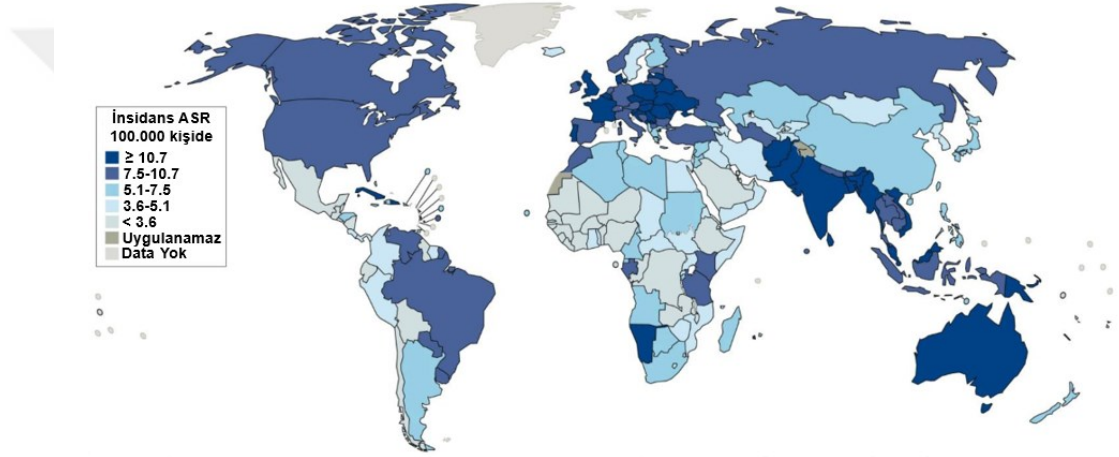 İnsidans ASR
100.000 kişide
≥ 10.7
7.5-10.7
5.1-7.5
3.6-5.1
< 3.6
Uygulanamaz
Data Yok